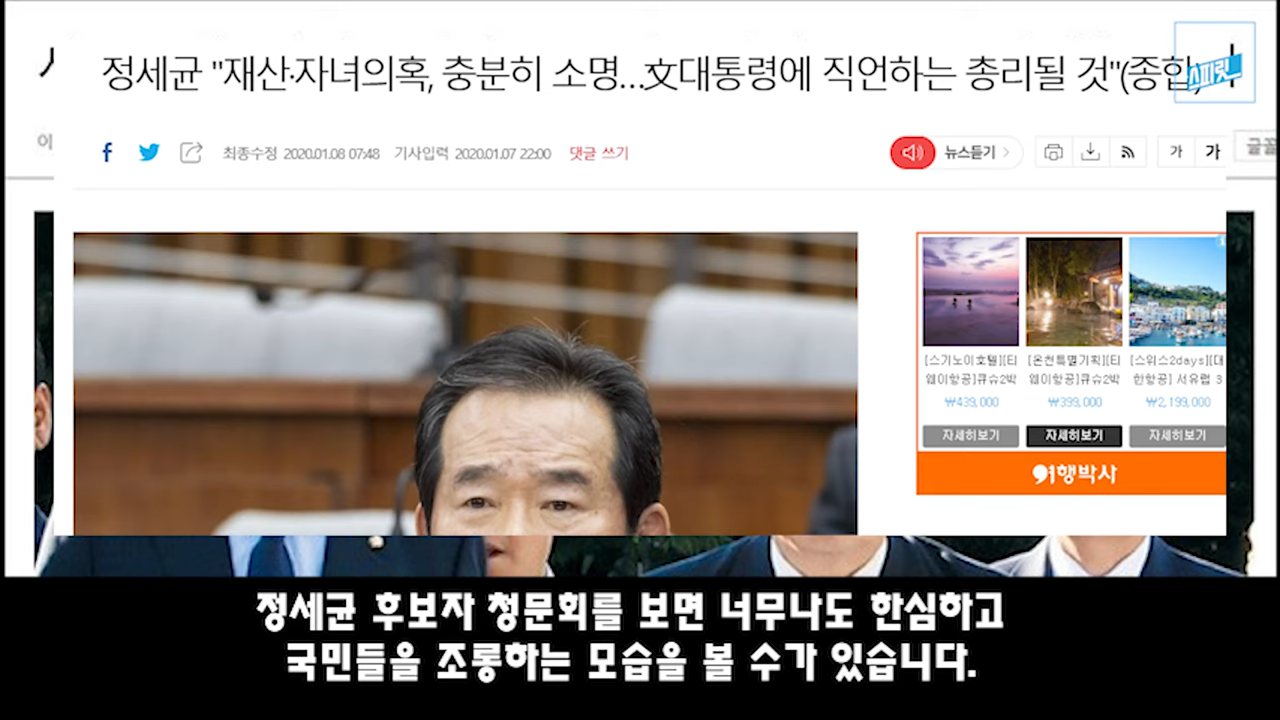 정세균 "재산·자녀의혹, 충분히 소명…文대통령에 직언하는 총리될 것"(종합)
스피릿
이
최종수정 2020.01.08 07:48 기사입력 2020.01.07 22:00 댓글 쓰기
뉴스듣기
가 가
글꼴
[스기노이호텔][티
웨이항공]큐슈2박
₩439,000
자세히보기
[온천특별기획][티
웨이항공]큐슈2박
₩399,000
자세히보기
[스위스2days][대
한항공] 서유럽 3
₩2,199,000
자세히보기
여행박사
정세균 후보자 청문회를 보면 너무나도 한심하고
국민들을 조롱하는 모습을 볼 수가 있습니다.